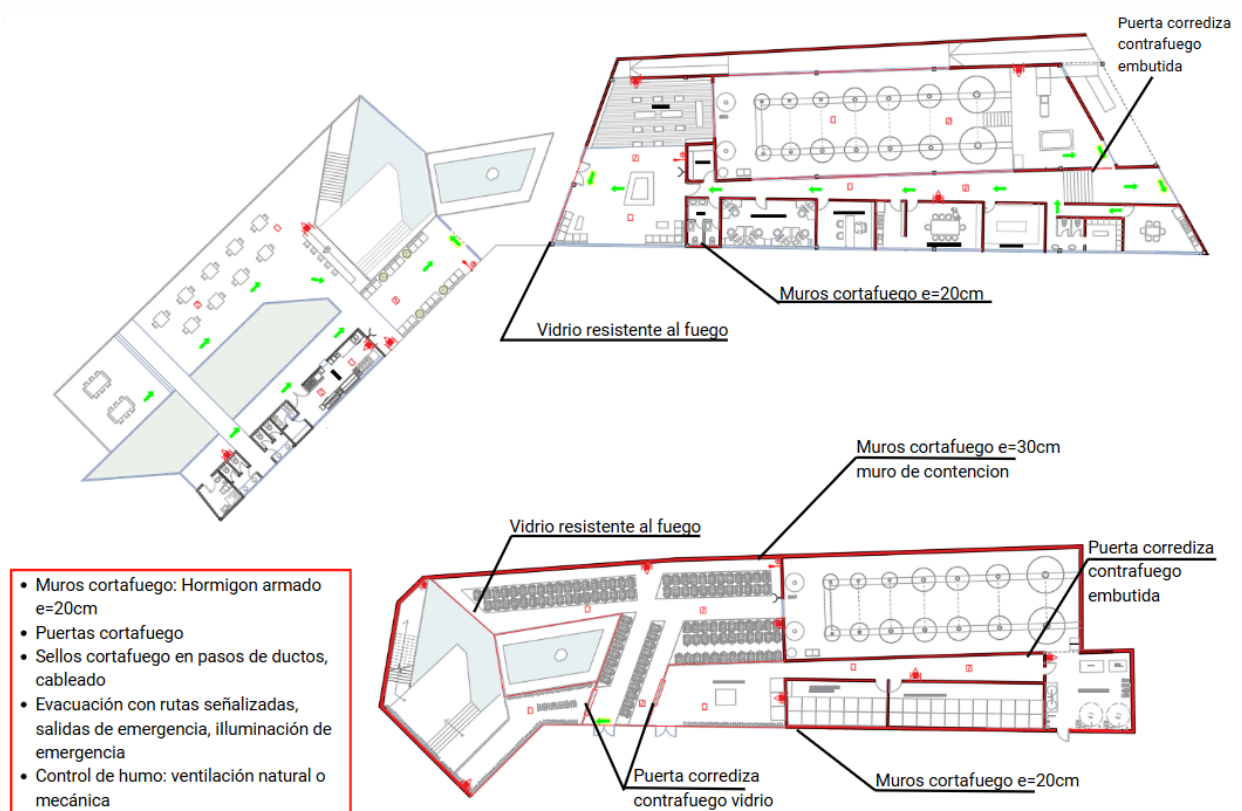 Puerta corrediza
contrafuego
embutida
Muros cortafuego e=20cm
Vidrio resistente al fuego
Muros cortafuego e=30cm
muro de contencion
Vidrio resistente al fuego
Puerta corrediza
contrafuego
embutida
• Muros cortafuego: Hormigon armado
e=20cm
• Puertas cortafuego
• Sellos cortafuego en pasos de ductos,
cableado
• Evacuación con rutas señalizadas,
salidas de emergencia, illuminación de
emergencia
• Control de humo: ventilación natural o
mecánica
Puerta corrediza
contrafuego vidrio
Muros cortafuego e=20cm